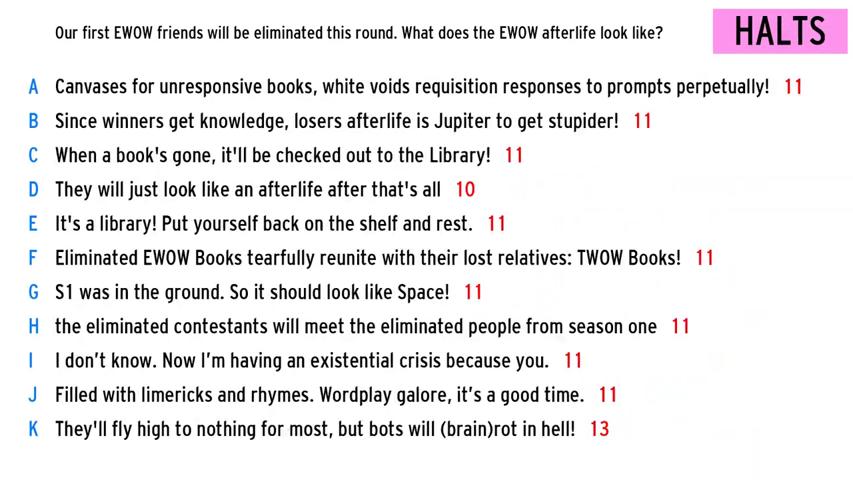 Our first EWOW friends will be eliminated this round. What does the EWOW afterlife look like?
HALTS
A Canvases for unresponsive books, white voids requisition responses to prompts perpetually! 11
B Since winners get knowledge, losers afterlife is Jupiter to get stupider! 11
C When a book's gone, it'll be checked out to the Library! 11
D They will just look like an afterlife after that's all 10
E It's a library! Put yourself back on the shelf and rest. 11
F Eliminated EWOW Books tearfully reunite with their lost relatives: TWOW Books! 11
G S1 was in the ground. So it should look like Space! 11
H the eliminated contestants will meet the eliminated people from season one 11
I I don’t know. Now I’m having an existential crisis because you. 11
J Filled with limericks and rhymes. Wordplay galore, it’s a good time. 11
K They'll fly high to nothing for most, but bots will (brain)rot in hell! 13